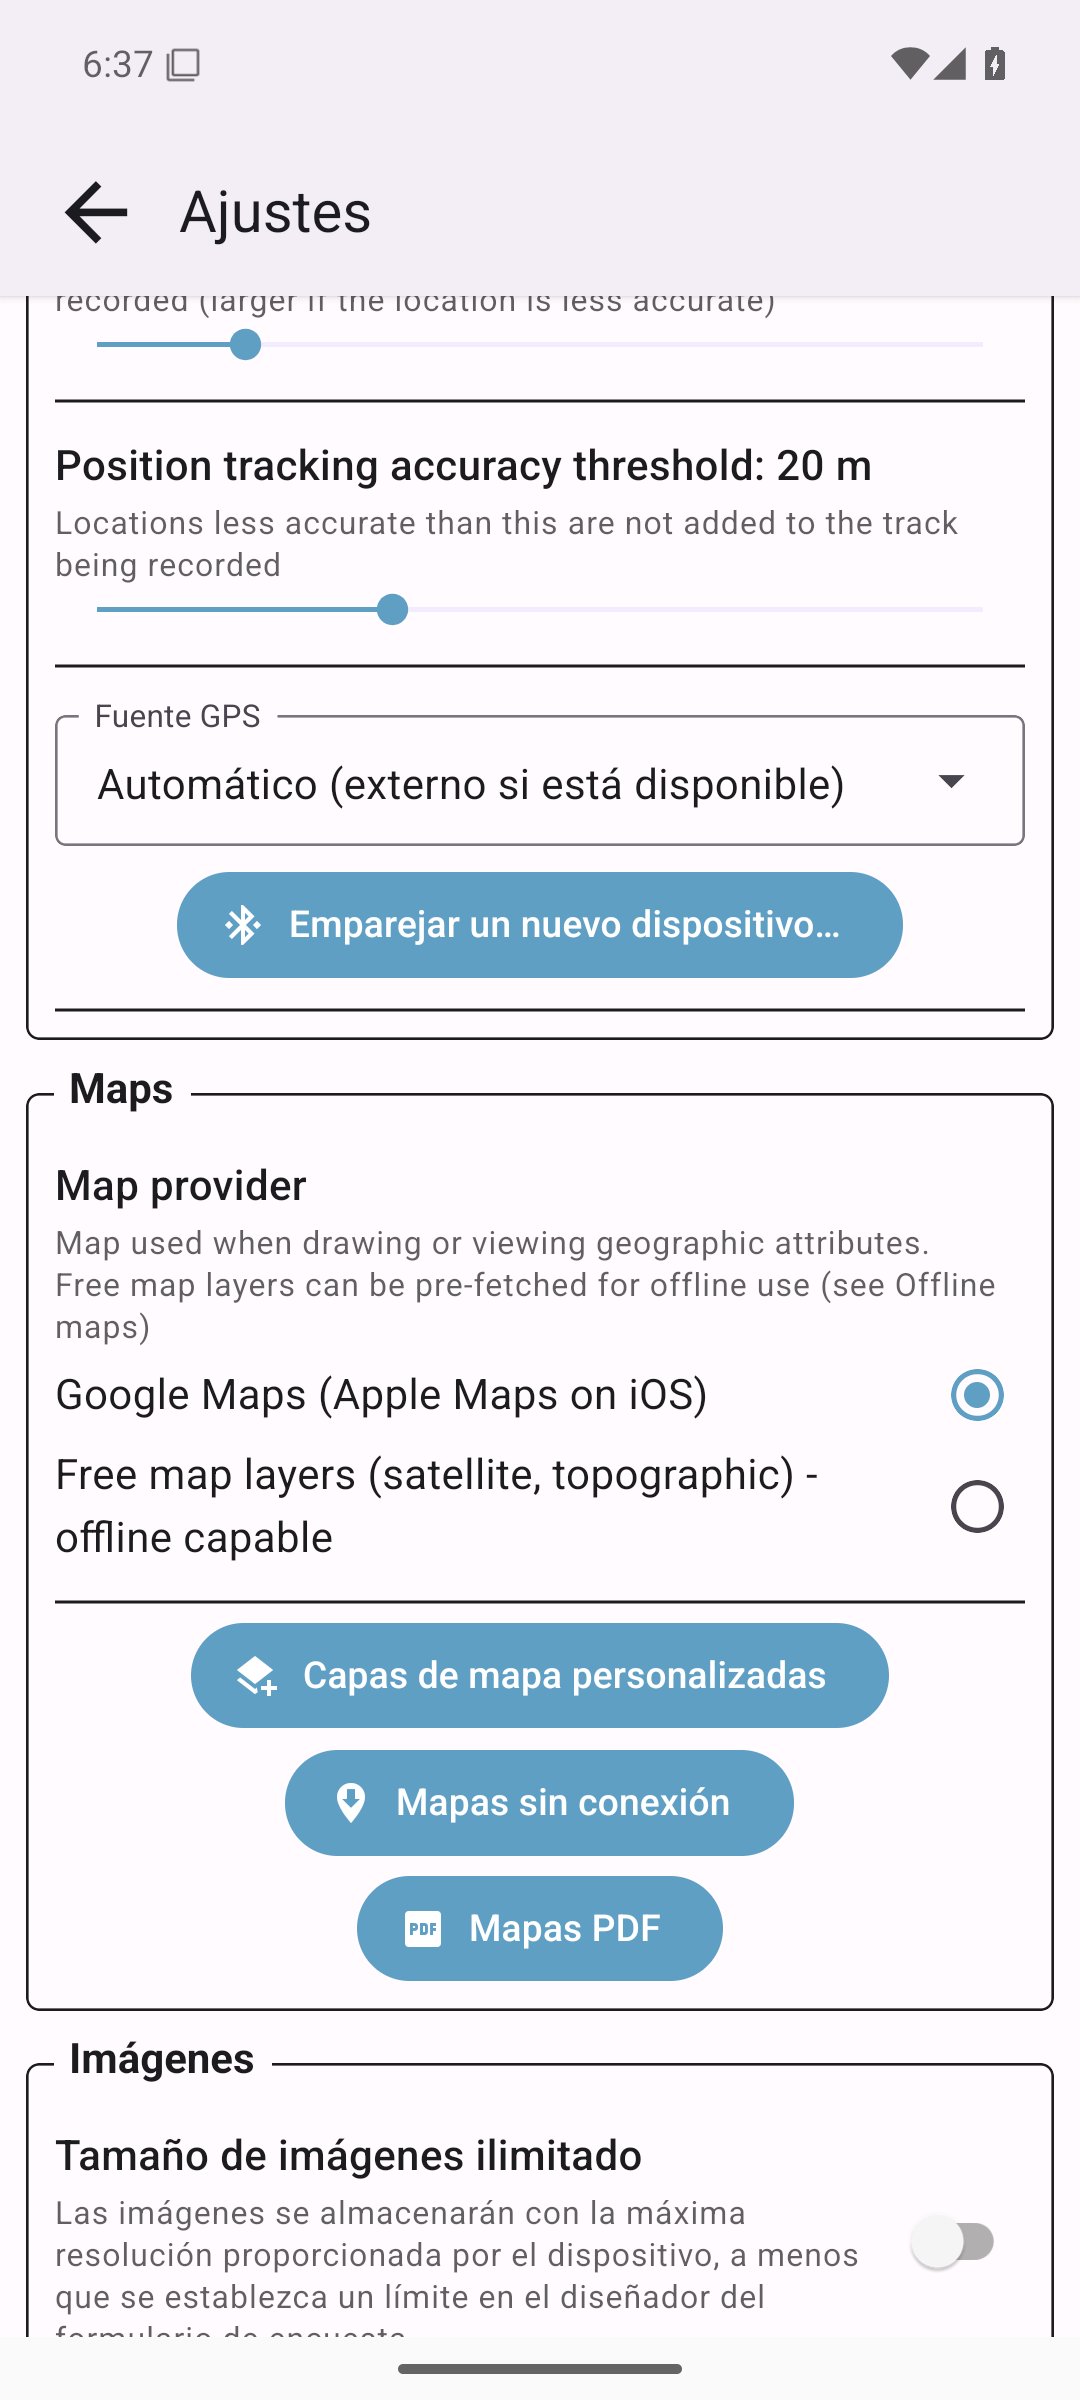 6:37
Ajustes
recorded (larger if the location is less accurate)
Position tracking accuracy threshold: 20 m
Locations less accurate than this are not added to the track
being recorded
Fuente GPS
Automático (externo si está disponible)
Emparejar un nuevo dispositivo...
Maps
Map provider
Map used when drawing or viewing geographic attributes.
Free map layers can be pre-fetched for offline use (see Offline
maps)
Google Maps (Apple Maps on iOS)
Free map layers (satellite, topographic) -
offline capable
Capas de mapa personalizadas
Mapas sin conexión
PDF Mapas PDF
Imágenes
Tamaño de imágenes ilimitado
Las imágenes se almacenarán con la máxima
resolución proporcionada por el dispositivo, a menos
que se establezca un límite en el diseñador del
formulario de encuesta